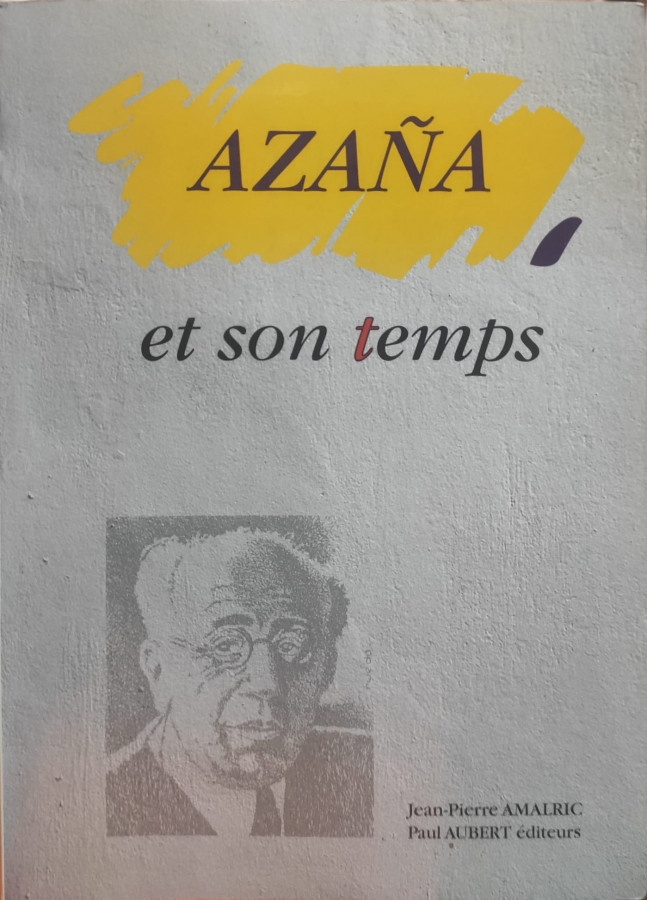 AZAÑA
et son temps
Jean-Pierre AMALRIC
Paul AUBERT éditeurs